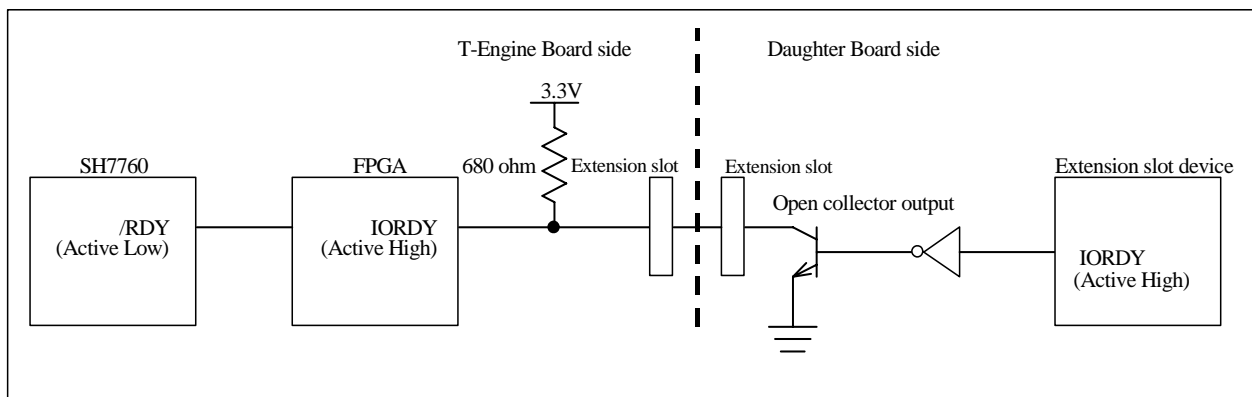 T-Engine Board side
Daughter Board side
3.3V
SH7760
FPGA
680 ohm
Extension slot
Extension slot
Extension slot device
Open collector output
/RDY
(Active Low)
IORDY
(Active High)
IORDY
(Active High)